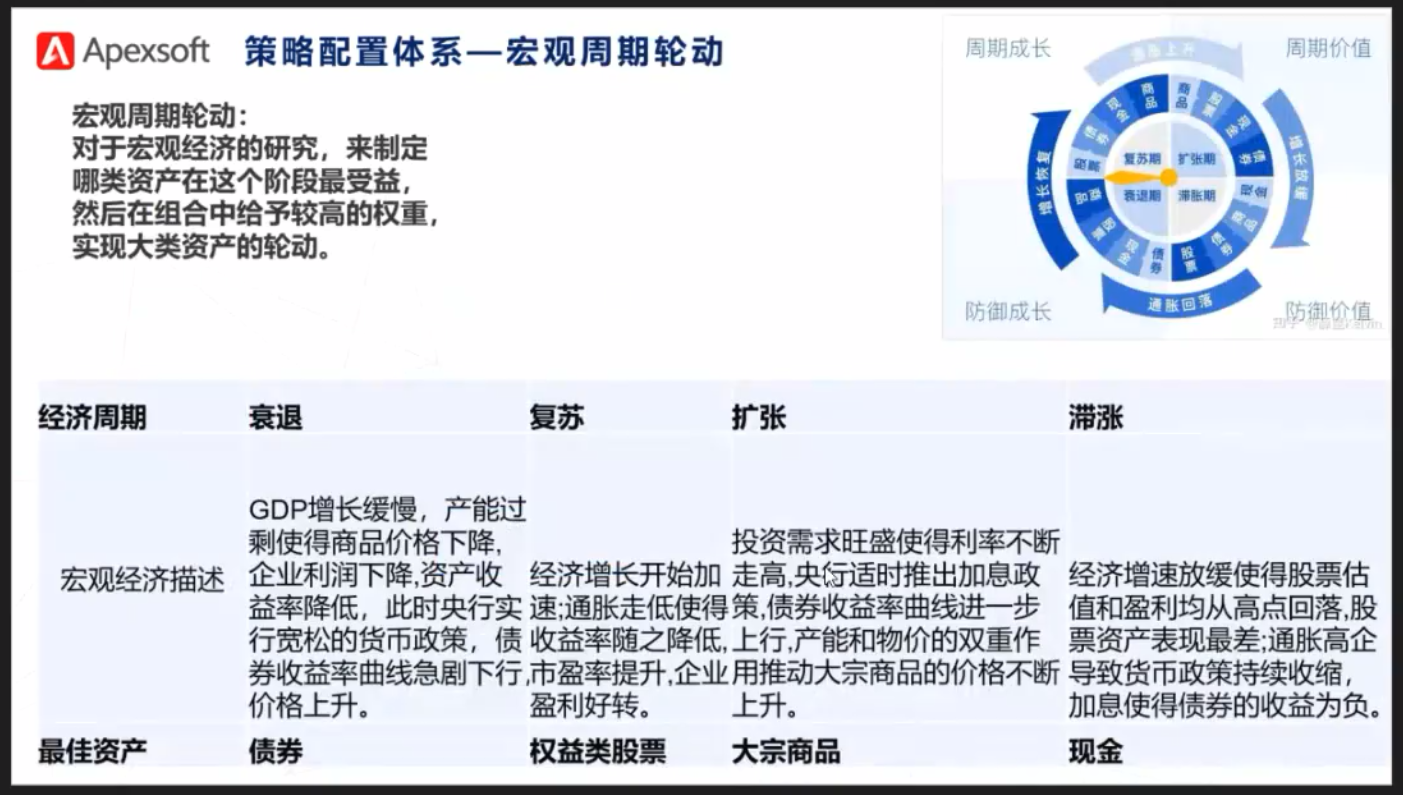 Apexsoft
策略配置体系—宏观周期轮动
宏观周期轮动：
对于宏观经济的研究，来制定
哪类资产在这个阶段最受益，
然后在组合中给予较高的权重，
实现大类资产的轮动。
周期成长
周期价值
增长恢复
增长放缓
通胀回落
商品
商品
股票
现金
债券
现金
商品
债券
股票
债券
现金
商品
股票
债券
现金
复苏期
扩张期
衰退期
滞胀期
防御成长
防御价值
经济周期
衰退
复苏
扩张
滞涨
宏观经济描述
GDP增长缓慢，产能过
剩使得商品价格下降,
企业利润下降,资产收
益率降低，此时央行实
行宽松的货币政策，债
券收益率曲线急剧下行,
价格上升。
经济增长开始加
速;通胀走低使得
收益率随之降低,
市盈率提升,企业
盈利好转。
投资需求旺盛使得利率不断
走高,央行适时推出加息政
策,债券收益率曲线进一步
上行,产能和物价的双重作
用推动大宗商品的价格不断
上升。
经济增速放缓使得股票估
值和盈利均从高点回落,股
票资产表现最差;通胀高企
导致货币政策持续收缩，
加息使得债券的收益为负。
最佳资产
债券
权益类股票
大宗商品
现金